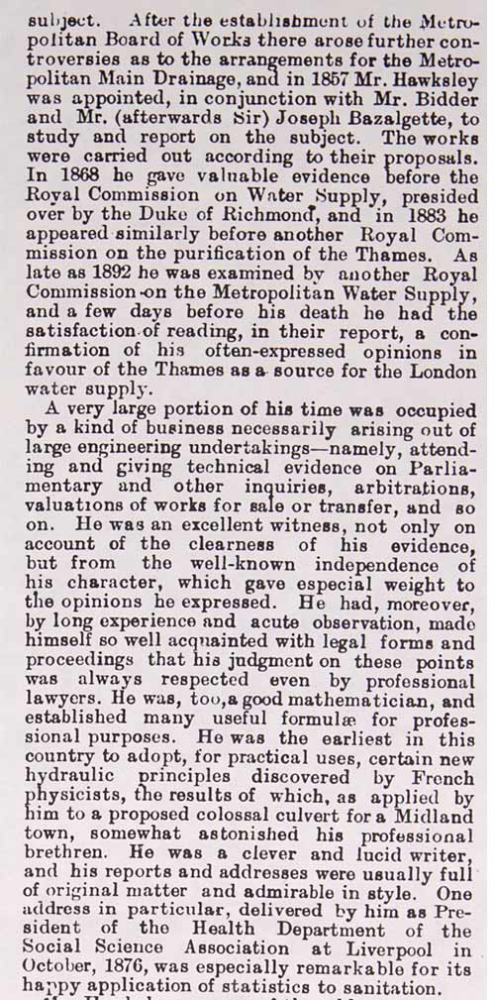 subject. After the establishment of the Metro-
politan Board of Works there arose further con-
troversies as to the arrangements for the Metro-
politan Main Drainage, and in 1857 Mr. Hawksley
was appointed, in conjunction with Mr. Bidder
and Mr. (afterwards Sir) Joseph Bazalgette, to
study and report on the subject. The works
were carried out according to their proposals.
In 1868 he gave valuable evidence before the
Royal Commission on Water Supply, presided
over by the Duke of Richmond, and in 1883 he
appeared similarly before another Royal Com-
mission on the purification of the Thames. As
late as 1892 he was examined by another Royal
Commission on the Metropolitan Water Supply,
and a few days before his death he had the
satisfaction of reading, in their report, a con-
firmation of his often-expressed opinions in
favour of the Thames as a source for the London
water supply.
A very large portion of his time was occupied
by a kind of business necessarily arising out of
large engineering undertakings—namely, attend-
ing and giving technical evidence on Parlia-
mentary and other inquiries, arbitrations,
valuations of works for sale or transfer, and so
on. He was an excellent witness, not only on
account of the clearness of his evidence,
but from the well-known independence of
his character, which gave especial weight to
the opinions he expressed. He had, moreover,
by long experience and acute observation, made
himself so well acquainted with legal forms and
proceedings that his judgment on these points
was always respected even by professional
lawyers. He was, too, a good mathematician, and
established many useful formulæ for profes-
sional purposes. He was the earliest in this
country to adopt, for practical uses, certain new
hydraulic principles discovered by French
physicists, the results of which, as applied by
him to a proposed colossal culvert for a Midland
town, somewhat astonished his professional
brethren. He was a clever and lucid writer,
and his reports and addresses were usually full
of original matter and admirable in style. One
address in particular, delivered by him as Pre-
sident of the Health Department of the
Social Science Association at Liverpool in
October, 1876, was especially remarkable for its
happy application of statistics to sanitation.